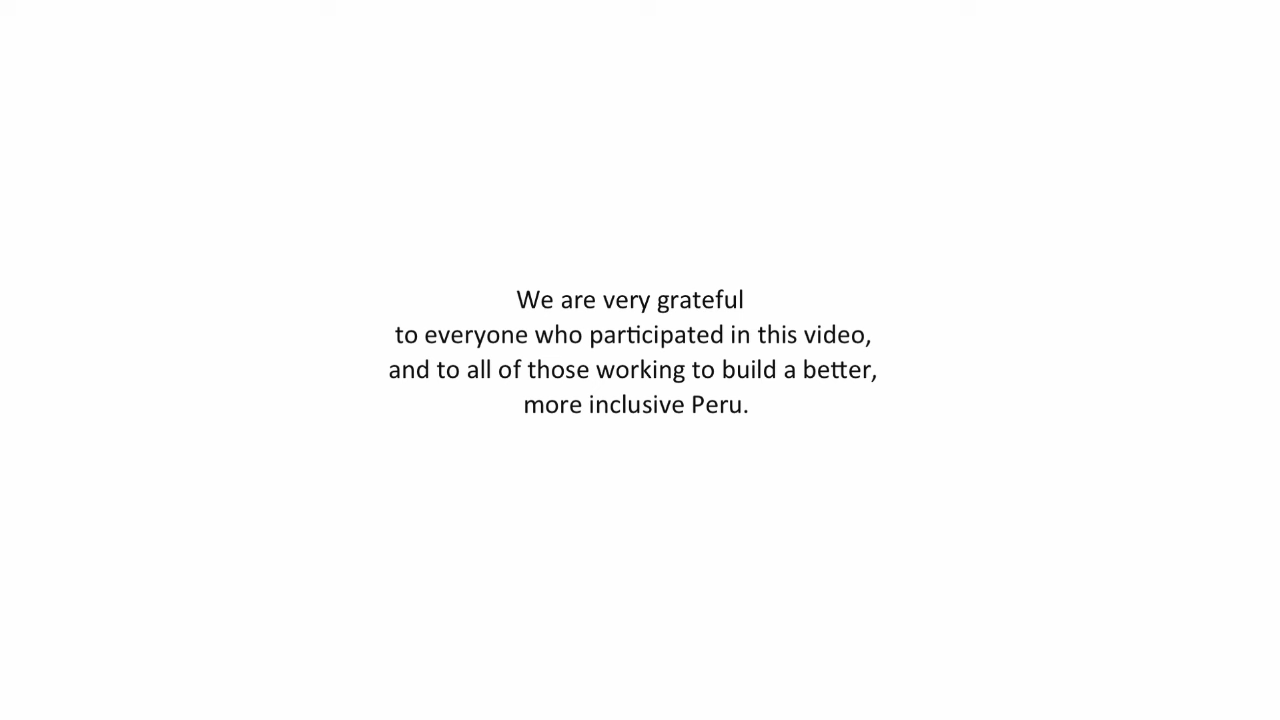 We are very grateful
to everyone who participated in this video,
and to all of those working to build a better,
more inclusive Peru.